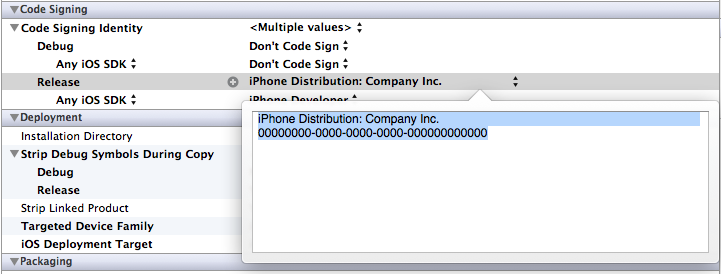 Code Signing
Code Signing Identity <Multiple values>
Debug Don't Code Sign
Any iOS SDK Don't Code Sign
Release iPhone Distribution: Company Inc.
Any iOS SDK iPhone Developer
Deployment
iPhone Distribution: Company Inc.
Installation Directory
00000000-0000-0000-0000-000000000000
Strip Debug Symbols During Copy
Debug
Release
Strip Linked Product
Targeted Device Family
iOS Deployment Target
Packaging